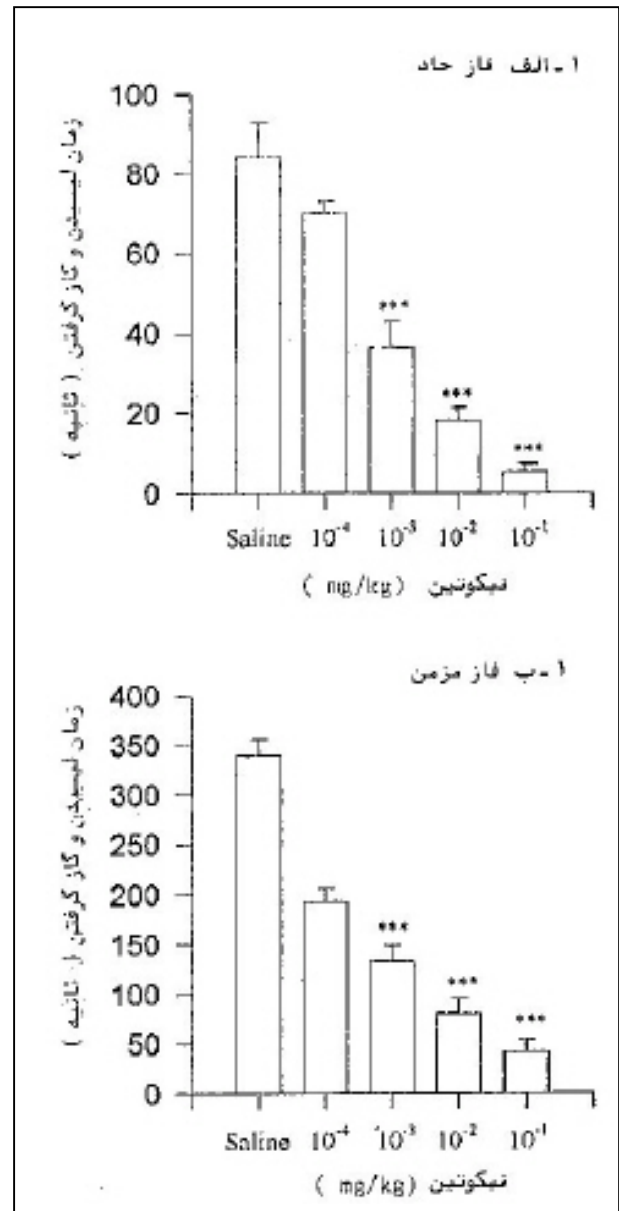 ۱-الف فاز حاد
زمان لیسیدن و گاز گرفتن (ثانیه)
100
80
60
40
20
0
***
***
***
Saline 10⁻⁴ 10⁻³ 10⁻² 10⁻¹
نیکوتین (mg/kg)
۱-ب فاز مزمن
زمان لیسیدن و گاز گرفتن (ثانیه)
400
350
300
250
200
150
100
50
0
***
***
***
Saline 10⁻⁴ 10⁻³ 10⁻² 10⁻¹
نیکوتین (mg/kg)